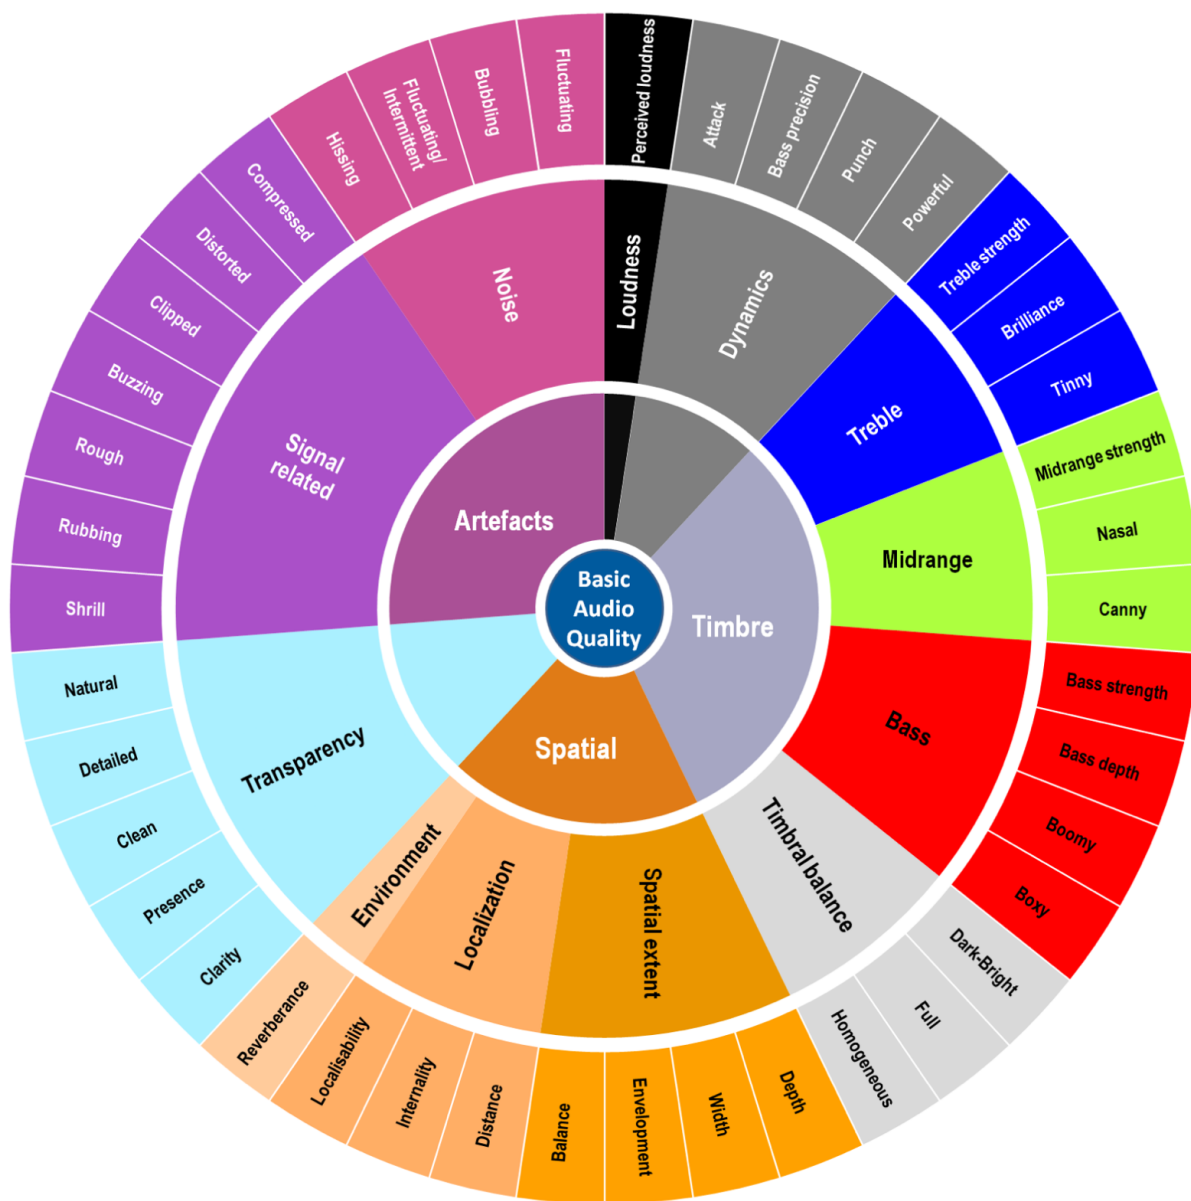 Basic
Audio
Quality
Timbre
Spatial
Artefacts
Loudness
Dynamics
Treble
Midrange
Bass
Timbral balance
Spatial extent
Localization
Environment
Transparency
Signal
related
Noise
Perceived loudness
Attack
Bass precision
Punch
Powerful
Treble strength
Brilliance
Tinny
Midrange strength
Nasal
Canny
Bass strength
Bass depth
Boomy
Boxy
Dark-Bright
Full
Homogeneous
Depth
Width
Envelopment
Balance
Distance
Internality
Localisability
Reverberance
Clarity
Presence
Clean
Detailed
Natural
Shrill
Rubbing
Rough
Buzzing
Clipped
Distorted
Compressed
Hissing
Fluctuating/
Intermittent
Bubbling
Fluctuating